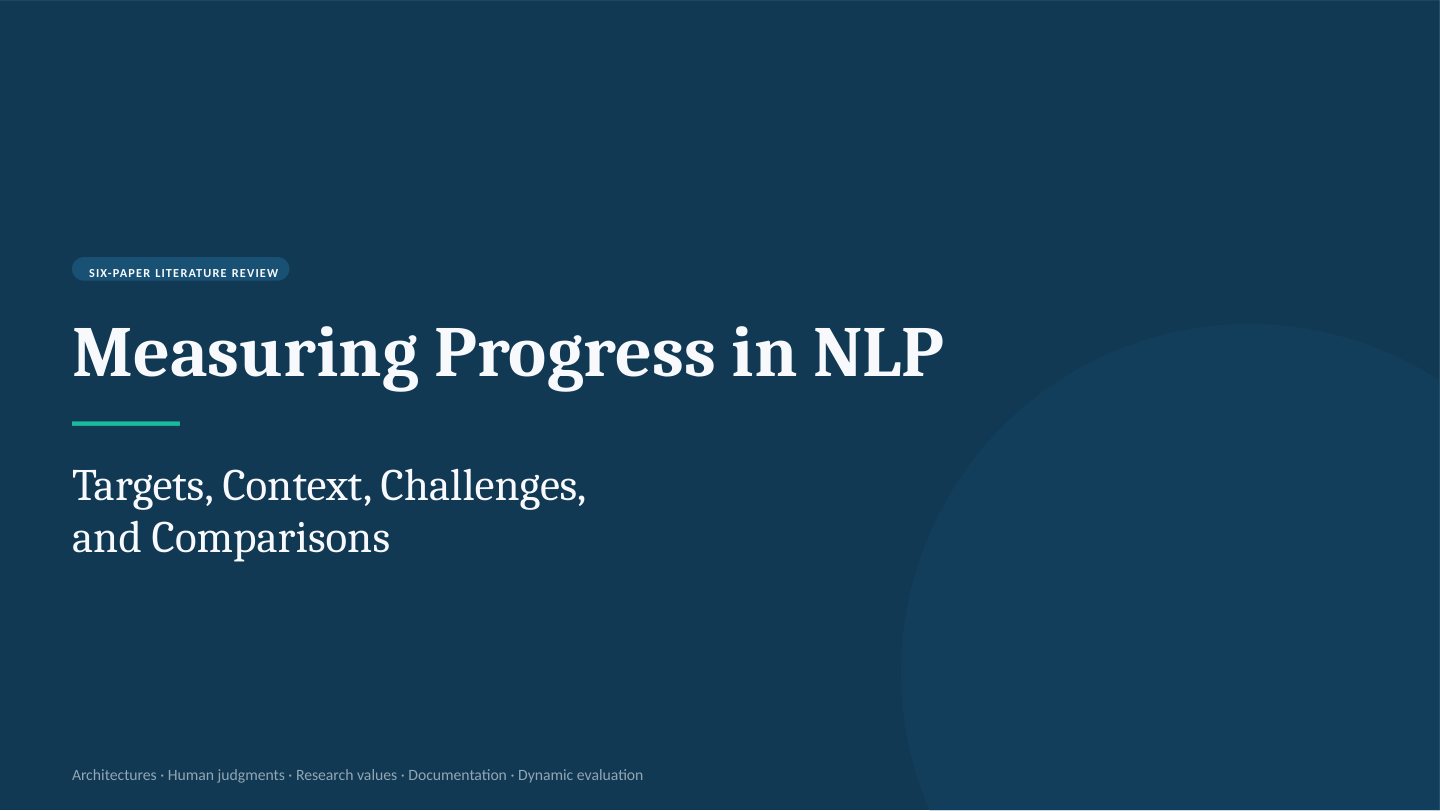 SIX-PAPER LITERATURE REVIEW
Measuring Progress in NLP
Targets, Context, Challenges,
and Comparisons
Architectures · Human judgments · Research values · Documentation · Dynamic evaluation